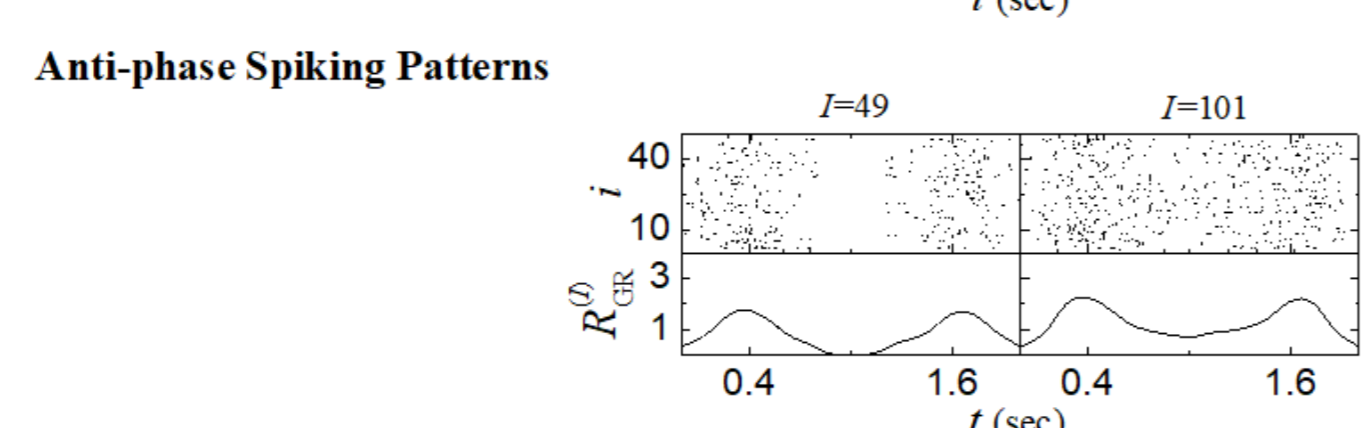 t (sec)
Anti-phase Spiking Patterns
I=49 I=101
40
i
10
3
R_GR^(I)
1
0.4 1.6 0.4 1.6
t (sec)